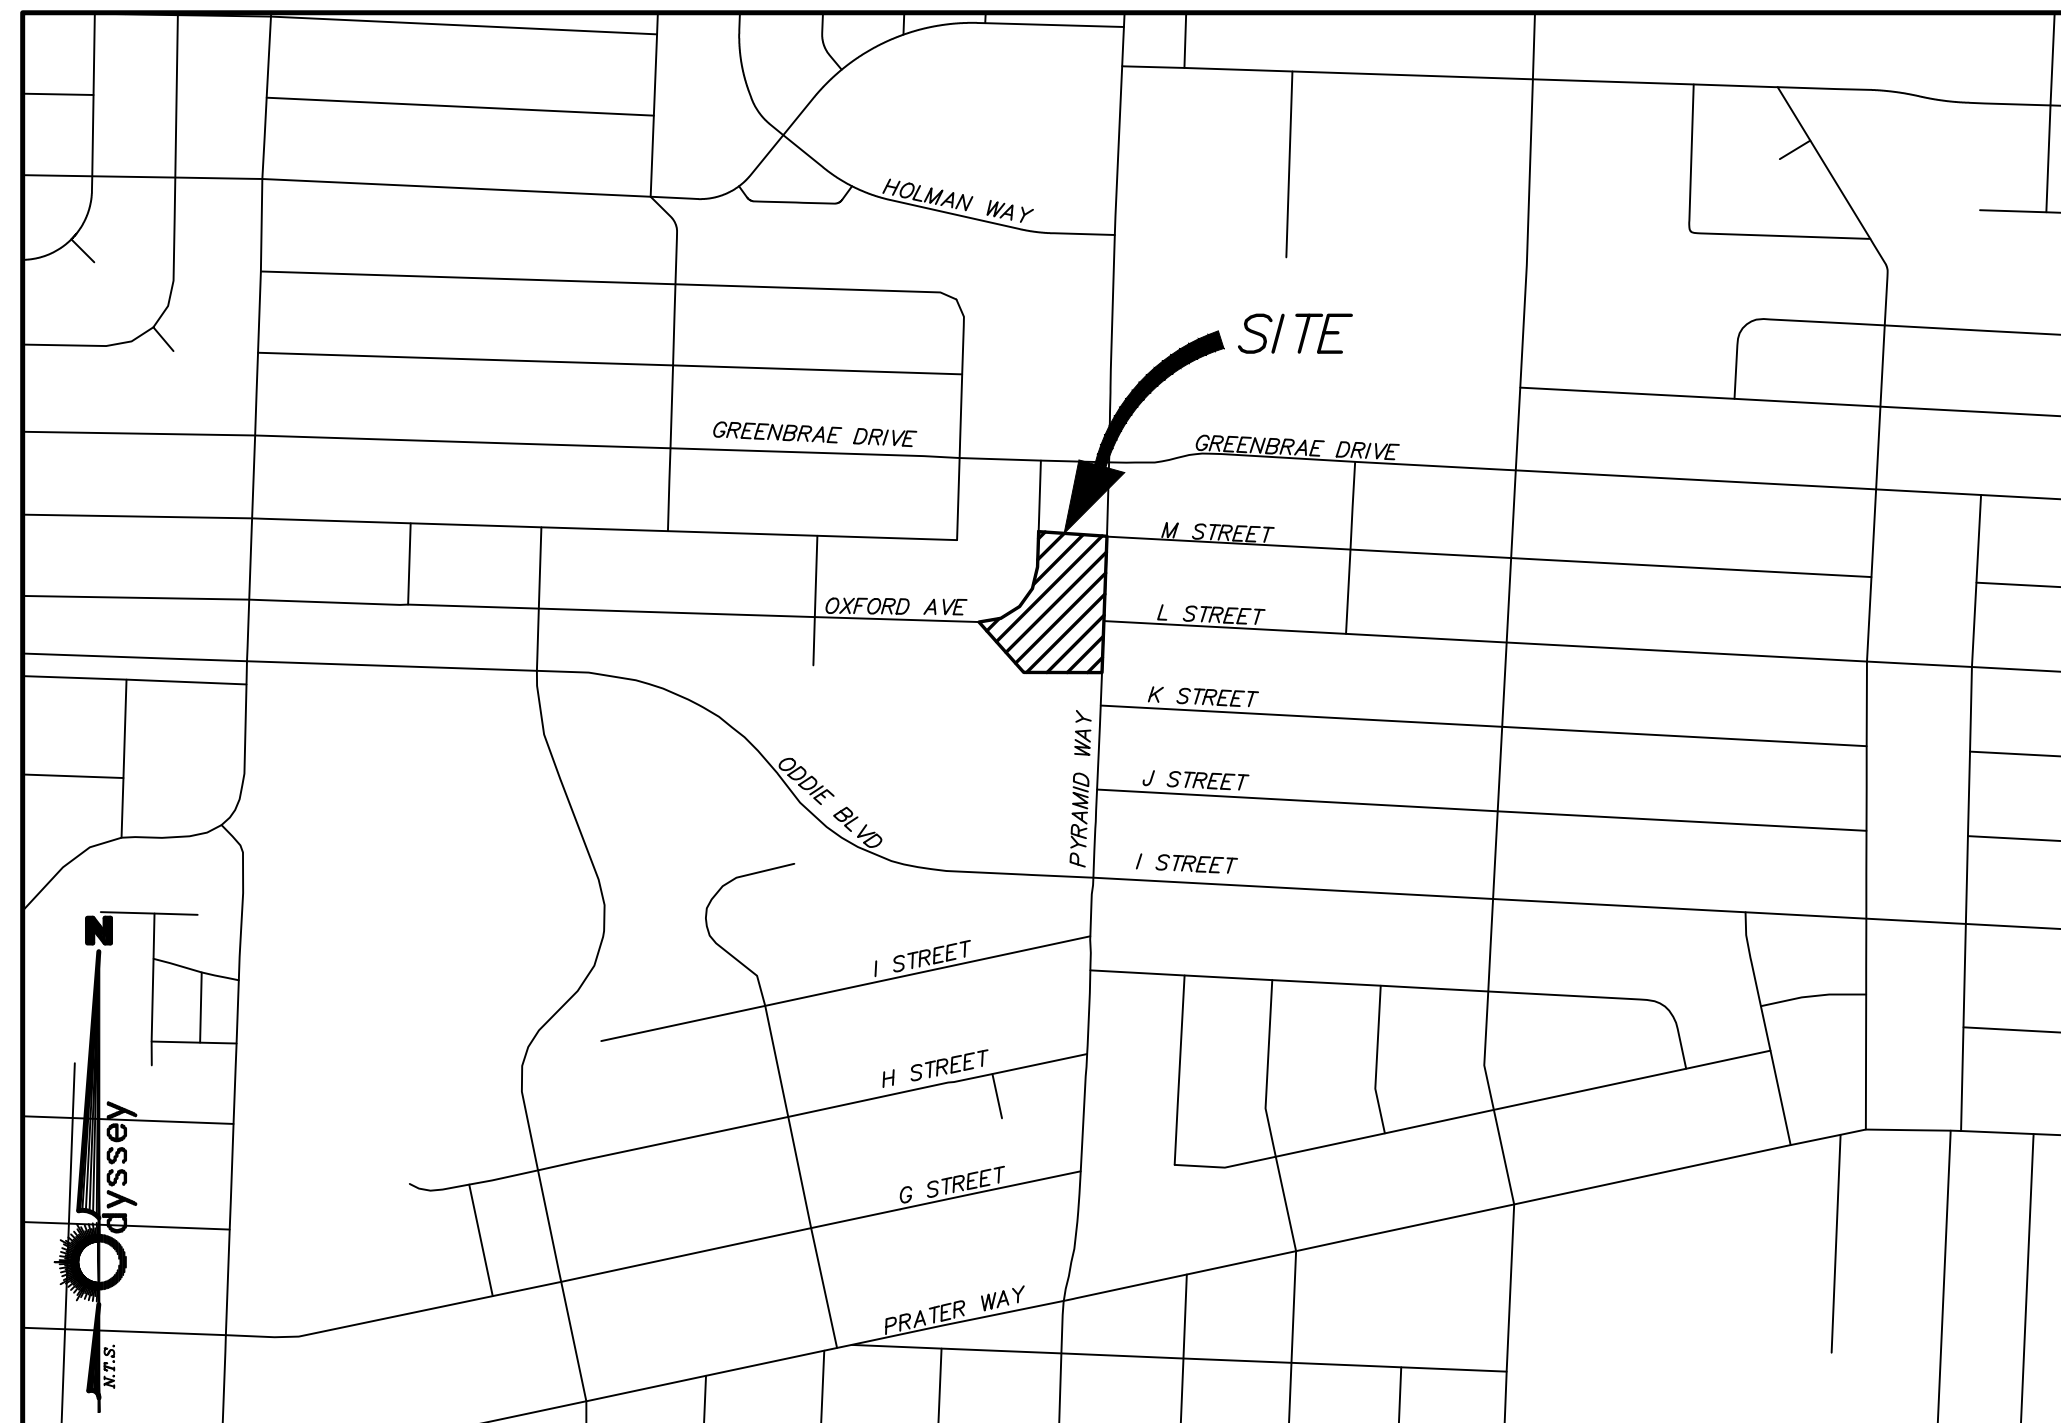 HOLMAN WAY
SITE
GREENBRAE DRIVE
GREENBRAE DRIVE
M STREET
OXFORD AVE
L STREET
K STREET
PYRAMID WAY
ODDIE BLVD
J STREET
I STREET
N
I STREET
H STREET
Odyssey
G STREET
PRATER WAY
N.T.S.